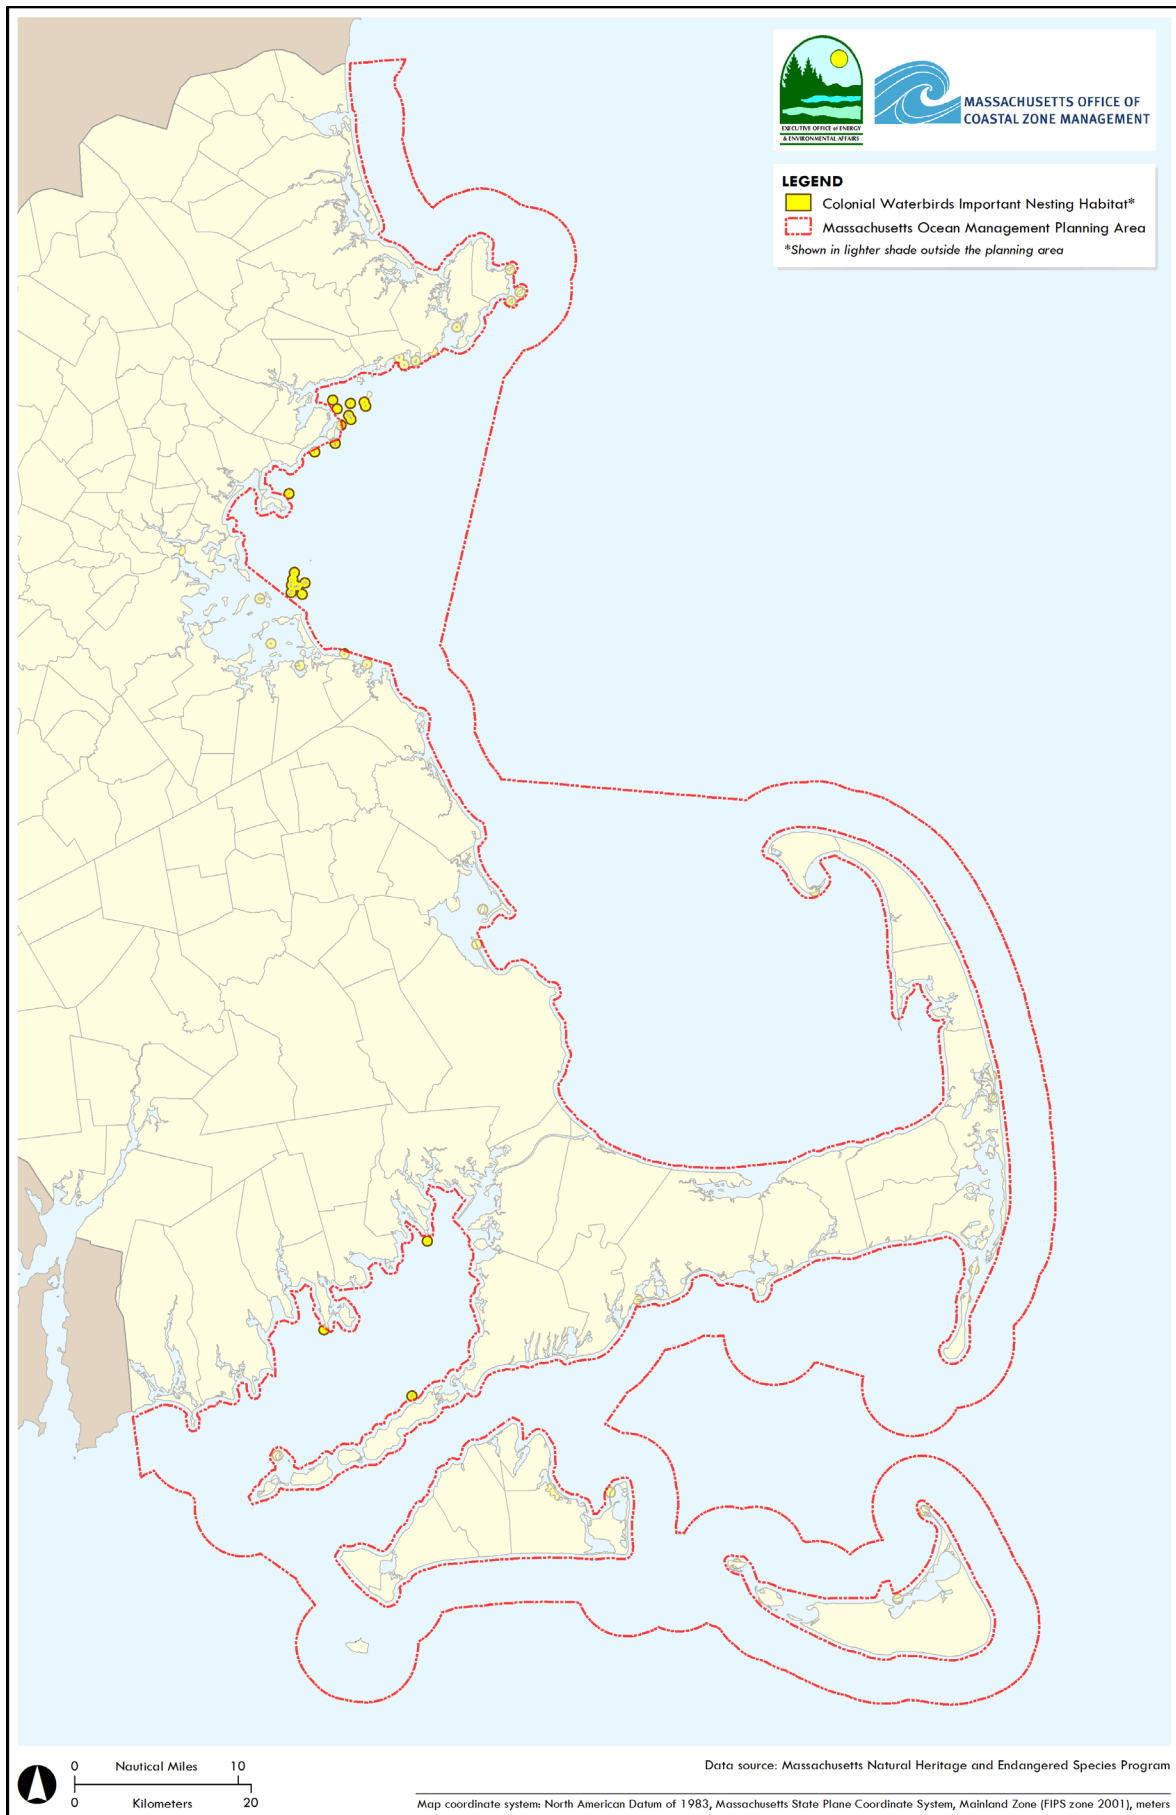 EXECUTIVE OFFICE of ENERGY
& ENVIRONMENTAL AFFAIRS
MASSACHUSETTS OFFICE OF
COASTAL ZONE MANAGEMENT
LEGEND
Colonial Waterbirds Important Nesting Habitat*
Massachusetts Ocean Management Planning Area
*Shown in lighter shade outside the planning area
0 Nautical Miles 10
0 Kilometers 20
Data source: Massachusetts Natural Heritage and Endangered Species Program
Map coordinate system: North American Datum of 1983, Massachusetts State Plane Coordinate System, Mainland Zone (FIPS zone 2001), meters